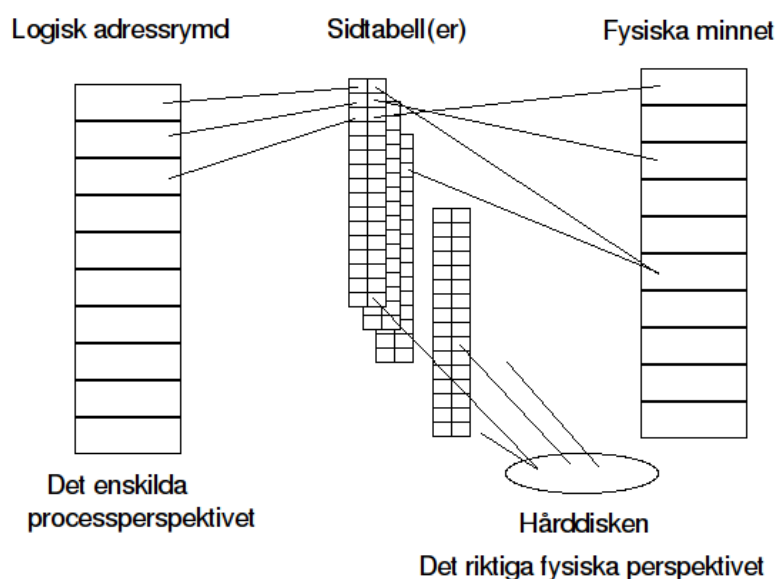 Logisk adressrymd
Sidtabell(er)
Fysiska minnet
Det enskilda
processperspektivet
Hårddisken
Det riktiga fysiska perspektivet